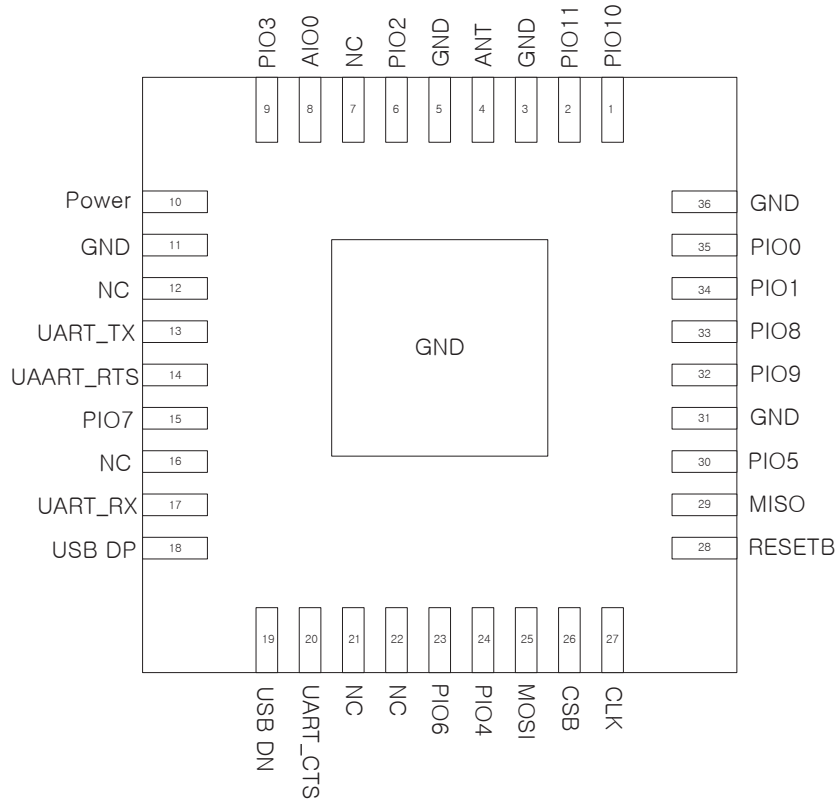 PIO3
AIO0
NC
PIO2
GND
ANT
GND
PIO11
PIO10
9
8
7
6
5
4
3
2
1
Power 10
GND 11
NC 12
UART_TX 13
UAART_RTS 14
PIO7 15
NC 16
UART_RX 17
USB DP 18
GND
36 GND
35 PIO0
34 PIO1
33 PIO8
32 PIO9
31 GND
30 PIO5
29 MISO
28 RESETB
19
20
21
22
23
24
25
26
27
USB DN
UART_CTS
NC
NC
PIO6
PIO4
MOSI
CSB
CLK